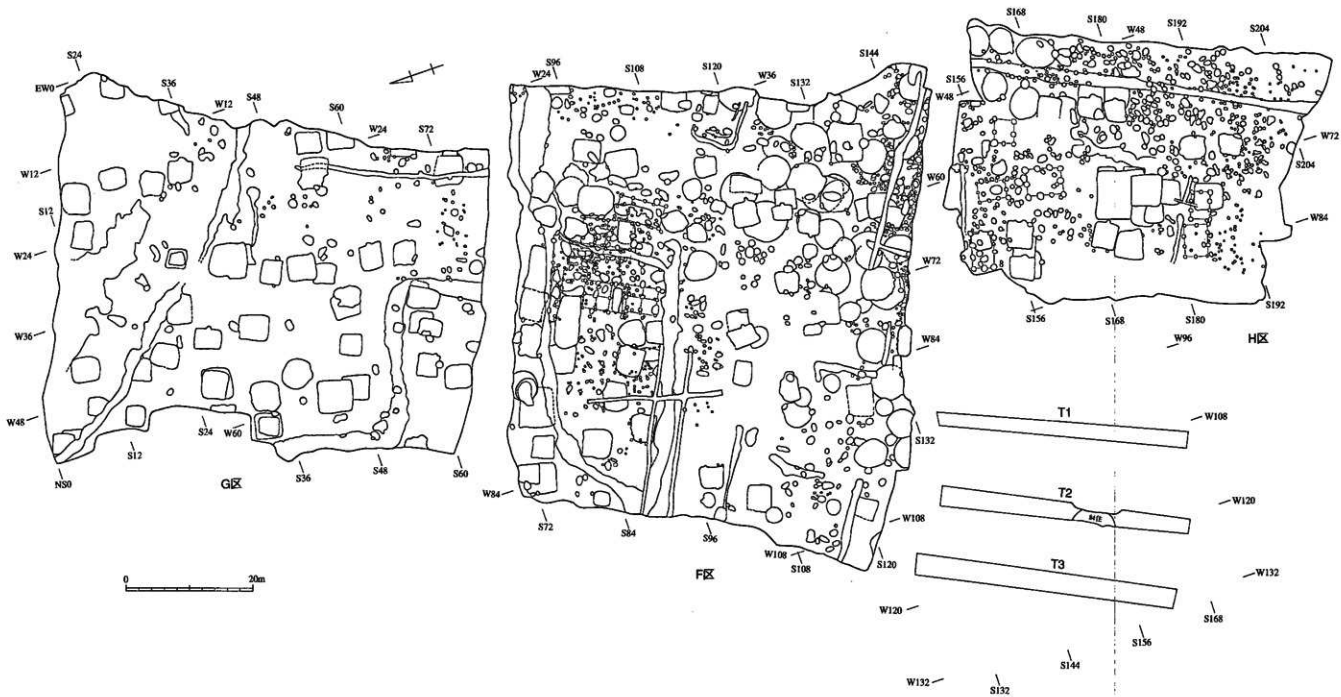 S24
EW0
S36
W12
S48
S60
W24
S72
W12
S12
W24
W36
W48
NS0
S12
S24
W60
S36
S48
S60
G区
0
20m
S96
W24
S108
S120
W36
S132
S144
W60
W72
W84
S132
W108
S120
W108
S108
S96
S84
S72
W84
F区
S168
S180
W48
S192
S204
S156
W48
W72
S204
W84
S192
S180
S168
S156
W96
H区
T1
W108
T2
W120
T3
W132
W120
S168
S156
S144
S132
W132